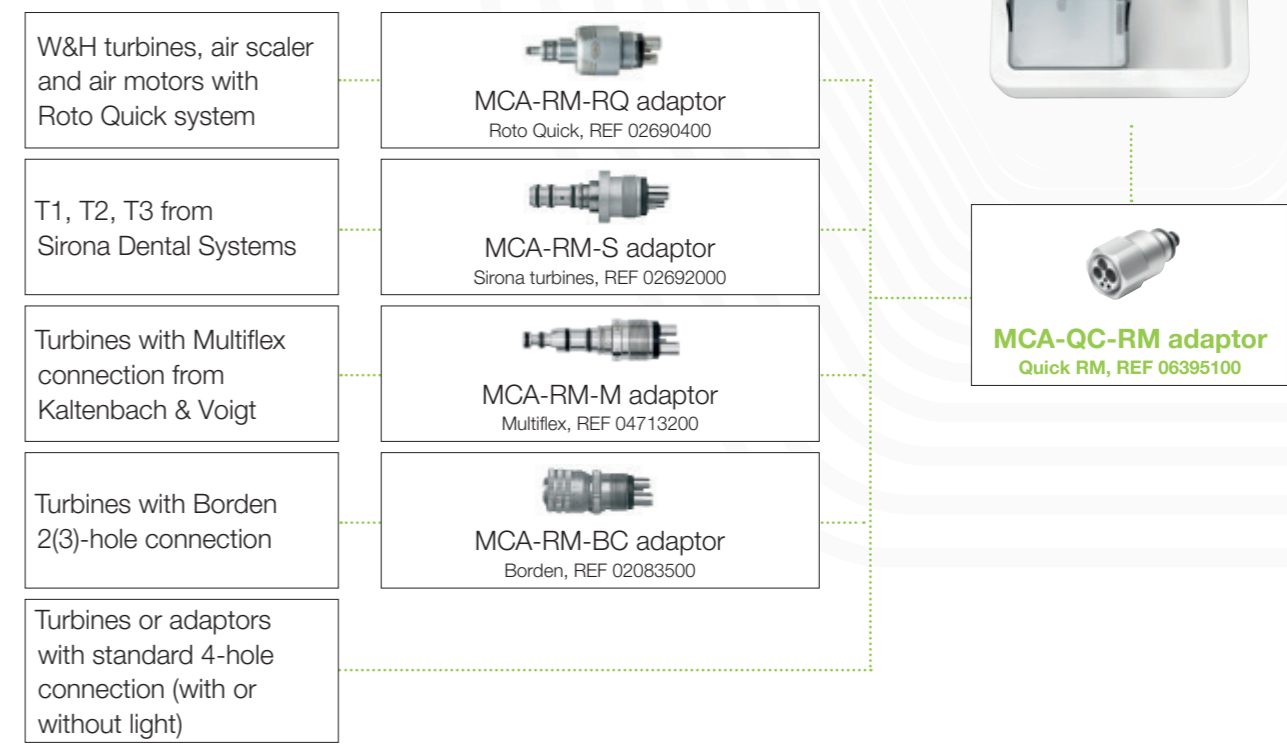 W&H turbines, air scaler
and air motors with
Roto Quick system
MCA-RM-RQ adaptor
Roto Quick, REF 02690400
T1, T2, T3 from
Sirona Dental Systems
MCA-RM-S adaptor
Sirona turbines, REF 02692000
Turbines with Multiflex
connection from
Kaltenbach & Voigt
MCA-RM-M adaptor
Multiflex, REF 04713200
Turbines with Borden
2(3)-hole connection
MCA-RM-BC adaptor
Borden, REF 02083500
Turbines or adaptors
with standard 4-hole
connection (with or
without light)
MCA-QC-RM adaptor
Quick RM, REF 06395100